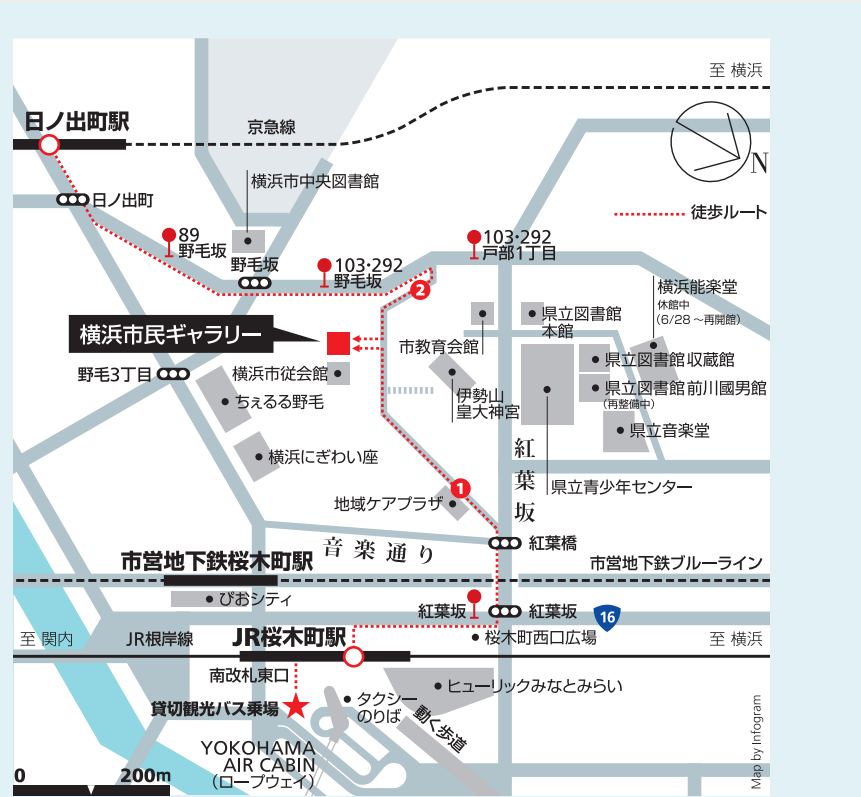 至 横浜
日ノ出町駅
京急線
N
横浜市中央図書館
日ノ出町
徒歩ルート
89
野毛坂
103・292
戸部1丁目
野毛坂
103・292
野毛坂
横浜能楽堂
休館中
(6/28 〜再開館)
2
県立図書館
本館
横浜市民ギャラリー
市教育会館
県立図書館 収蔵館
野毛3丁目
横浜市従会館
県立図書館 前川國男館
(再整備中)
ちぇるる野毛
伊勢山
皇大神宮
県立音楽堂
紅葉坂
横浜にぎわい座
1
県立青少年センター
地域ケアプラザ
音楽通り
紅葉橋
市営地下鉄桜木町駅
市営地下鉄ブルーライン
ぴおシティ
紅葉坂
紅葉坂
16
至 関内
JR根岸線
JR桜木町駅
桜木町西口広場
至 横浜
南改札東口
ヒューリックみなとみらい
貸切観光バス乗場
タクシー
のりば
動く歩道
YOKOHAMA
AIR CABIN
(ロープウェイ)
0
200m
Map by Infogram